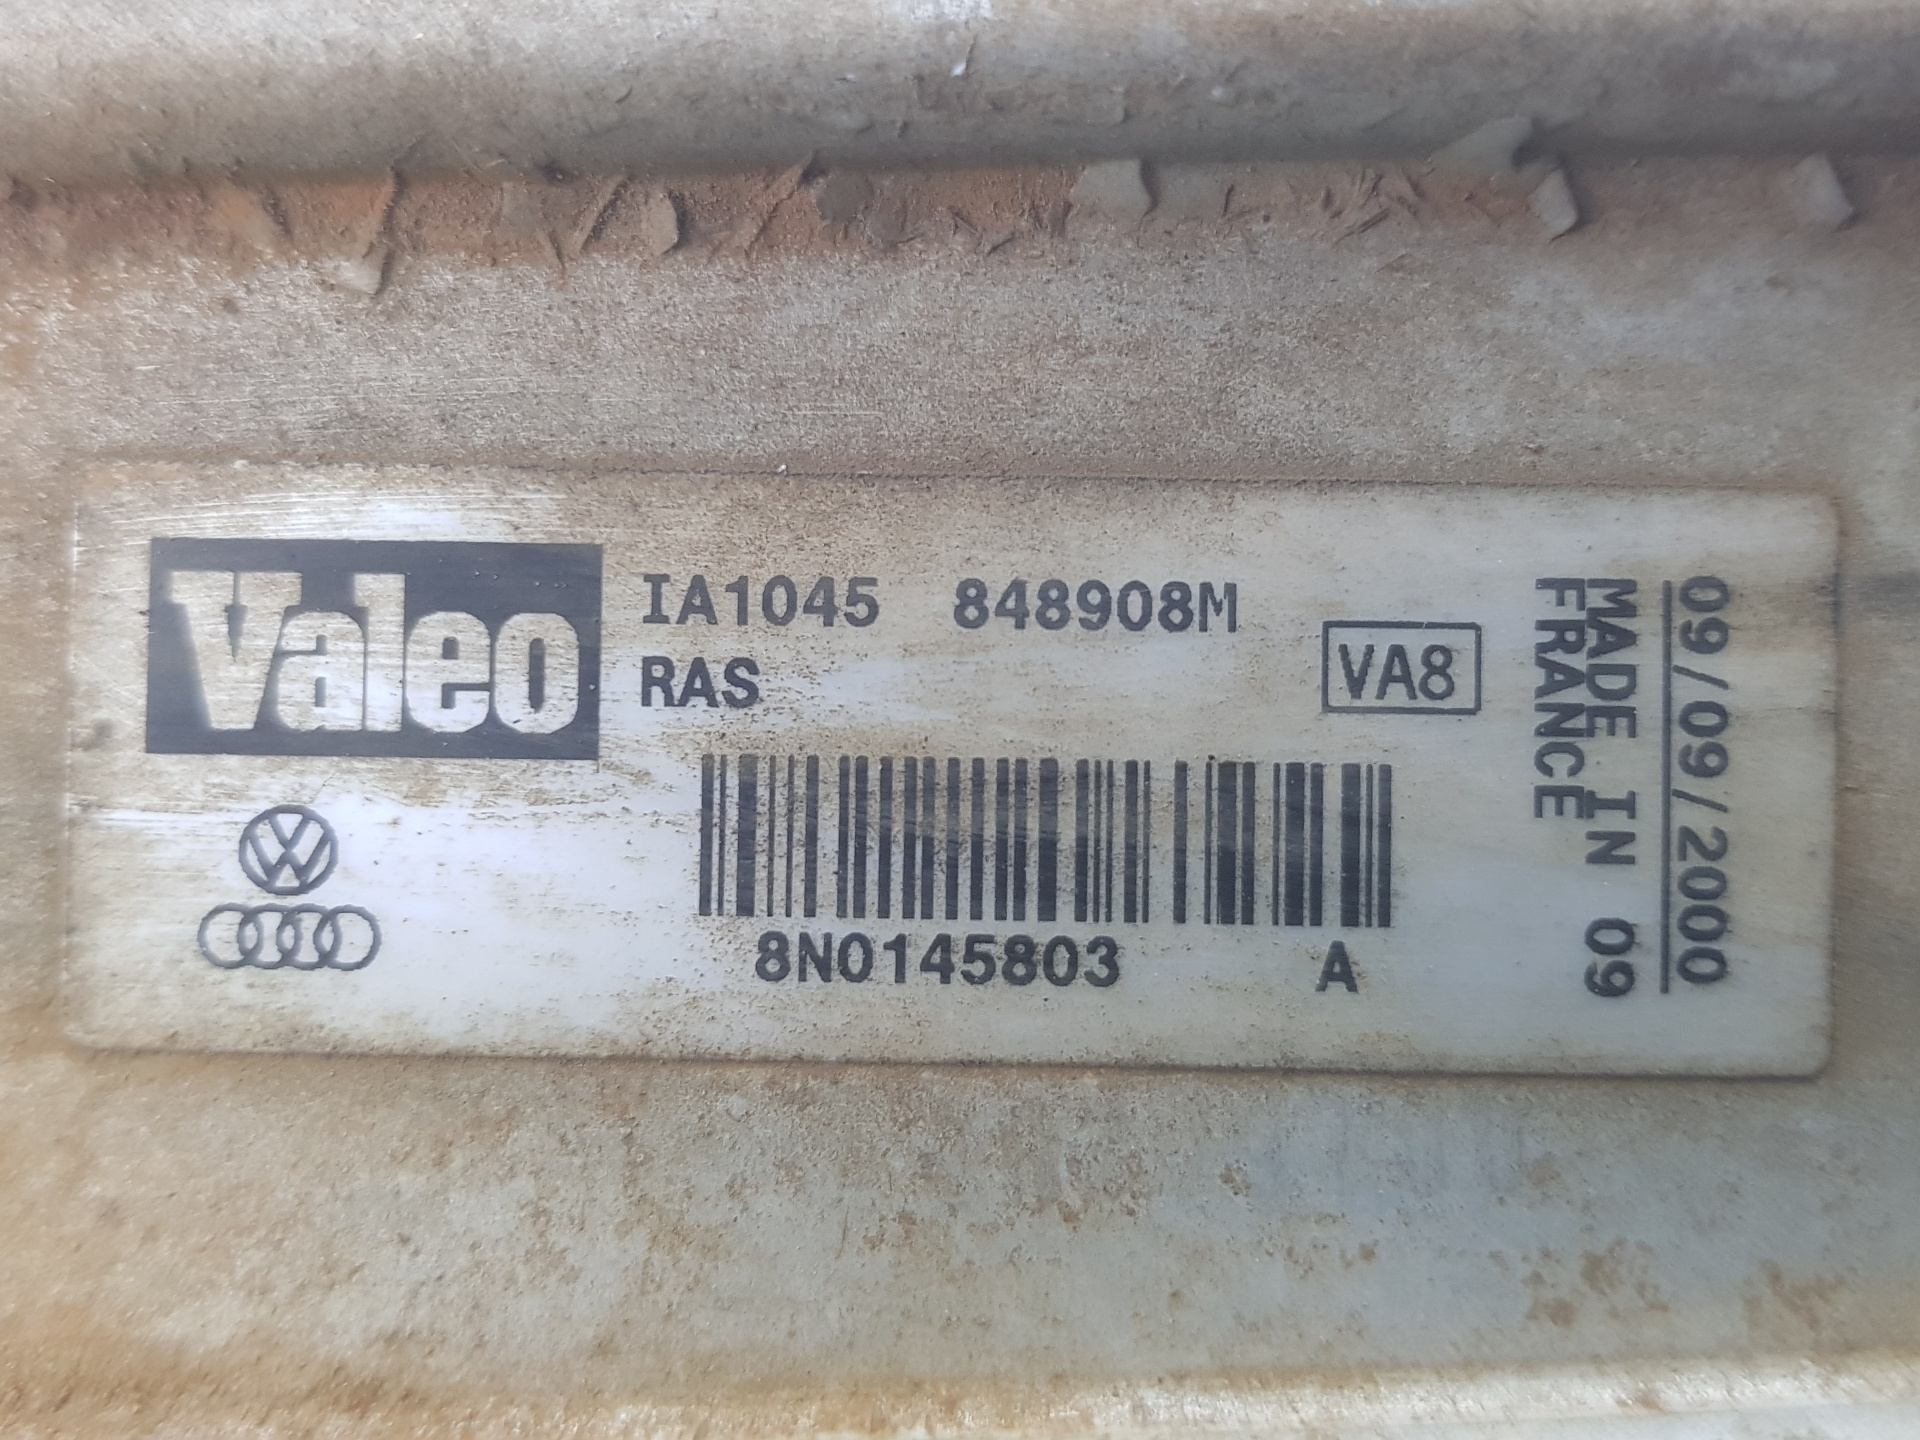 Valeo
IA1045 848908M
RAS
VA8
8N0145803 A
09/09/2000
MADE IN 09
FRANCE